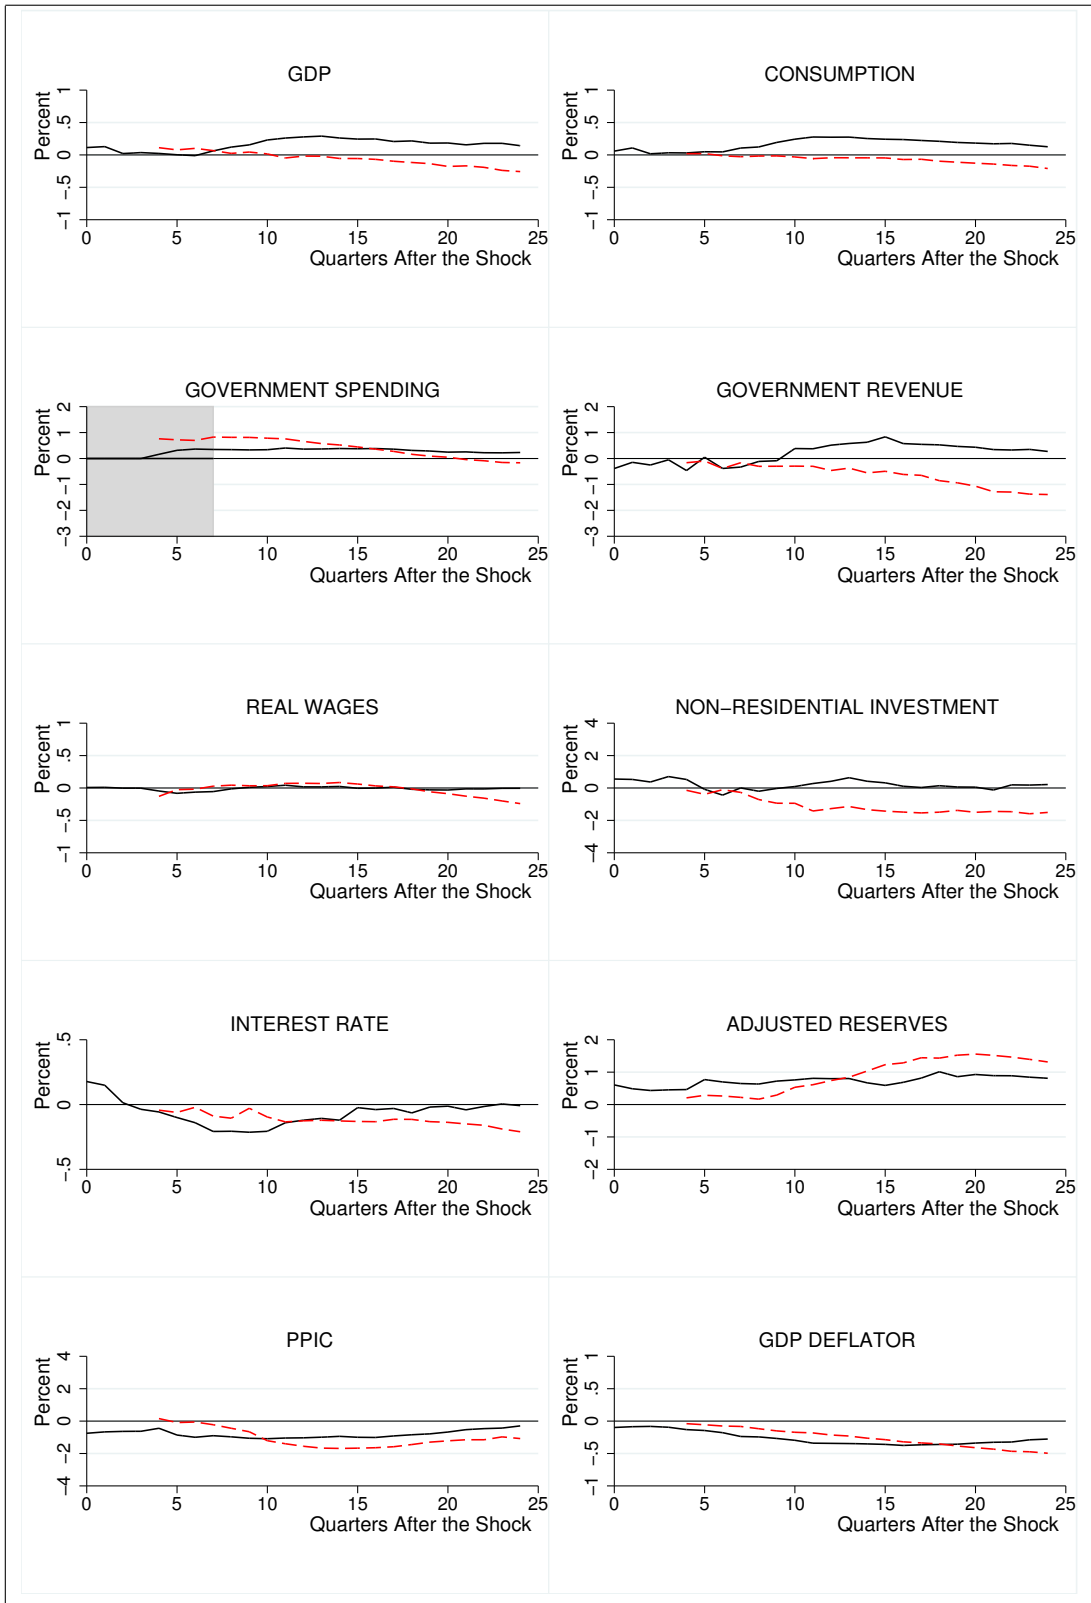 GDP
Percent
1
.5
0
-.5
-1
0 5 10 15 20 25
Quarters After the Shock
CONSUMPTION
Percent
1
.5
0
-.5
-1
0 5 10 15 20 25
Quarters After the Shock
GOVERNMENT SPENDING
Percent
2
1
0
-1
-2
-3
0 5 10 15 20 25
Quarters After the Shock
GOVERNMENT REVENUE
Percent
2
1
0
-1
-2
-3
0 5 10 15 20 25
Quarters After the Shock
REAL WAGES
Percent
1
.5
0
-.5
-1
0 5 10 15 20 25
Quarters After the Shock
NON−RESIDENTIAL INVESTMENT
Percent
4
2
0
-2
-4
0 5 10 15 20 25
Quarters After the Shock
INTEREST RATE
Percent
.5
0
-.5
0 5 10 15 20 25
Quarters After the Shock
ADJUSTED RESERVES
Percent
2
1
0
-1
-2
0 5 10 15 20 25
Quarters After the Shock
PPIC
Percent
4
2
0
-2
-4
0 5 10 15 20 25
Quarters After the Shock
GDP DEFLATOR
Percent
1
.5
0
-.5
-1
0 5 10 15 20 25
Quarters After the Shock